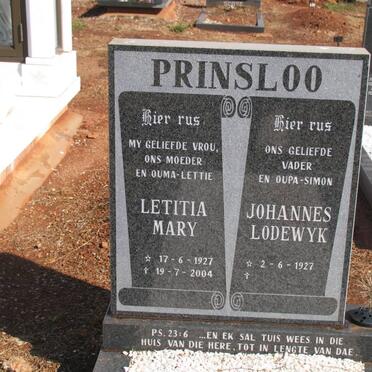 PRINSLOO
Hier rus
MY GELIEFDE VROU,
ONS MOEDER
EN OUMA-LETTIE
LETITIA
MARY
☆ 17-6-1927
✝ 19-7-2004
Hier rus
ONS GELIEFDE
VADER
EN OUPA-SIMON
JOHANNES
LODEWYK
☆ 2-6-1927
✝
PS.23:6 ...EN EK SAL TUIS WEES IN DIE
HUIS VAN DIE HERE, TOT IN LENGTE VAN DAE.